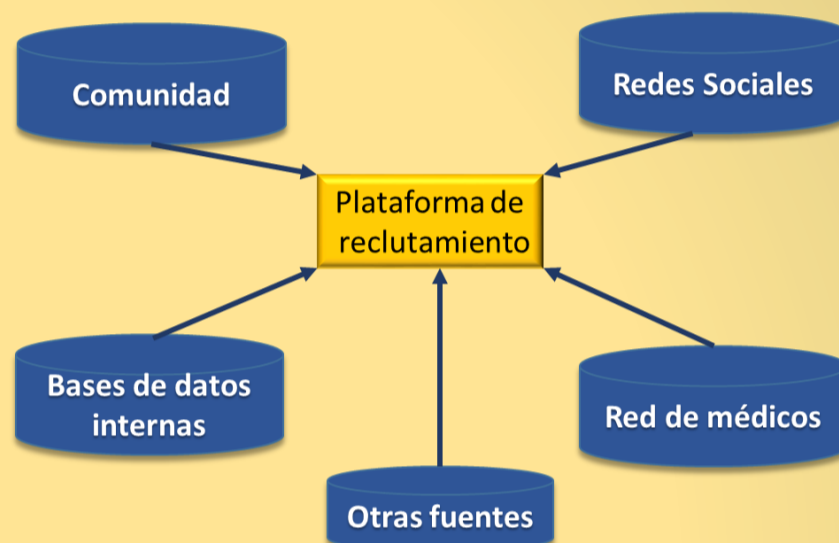 Comunidad
Redes Sociales
Plataforma de
reclutamiento
Bases de datos
internas
Red de médicos
Otras fuentes